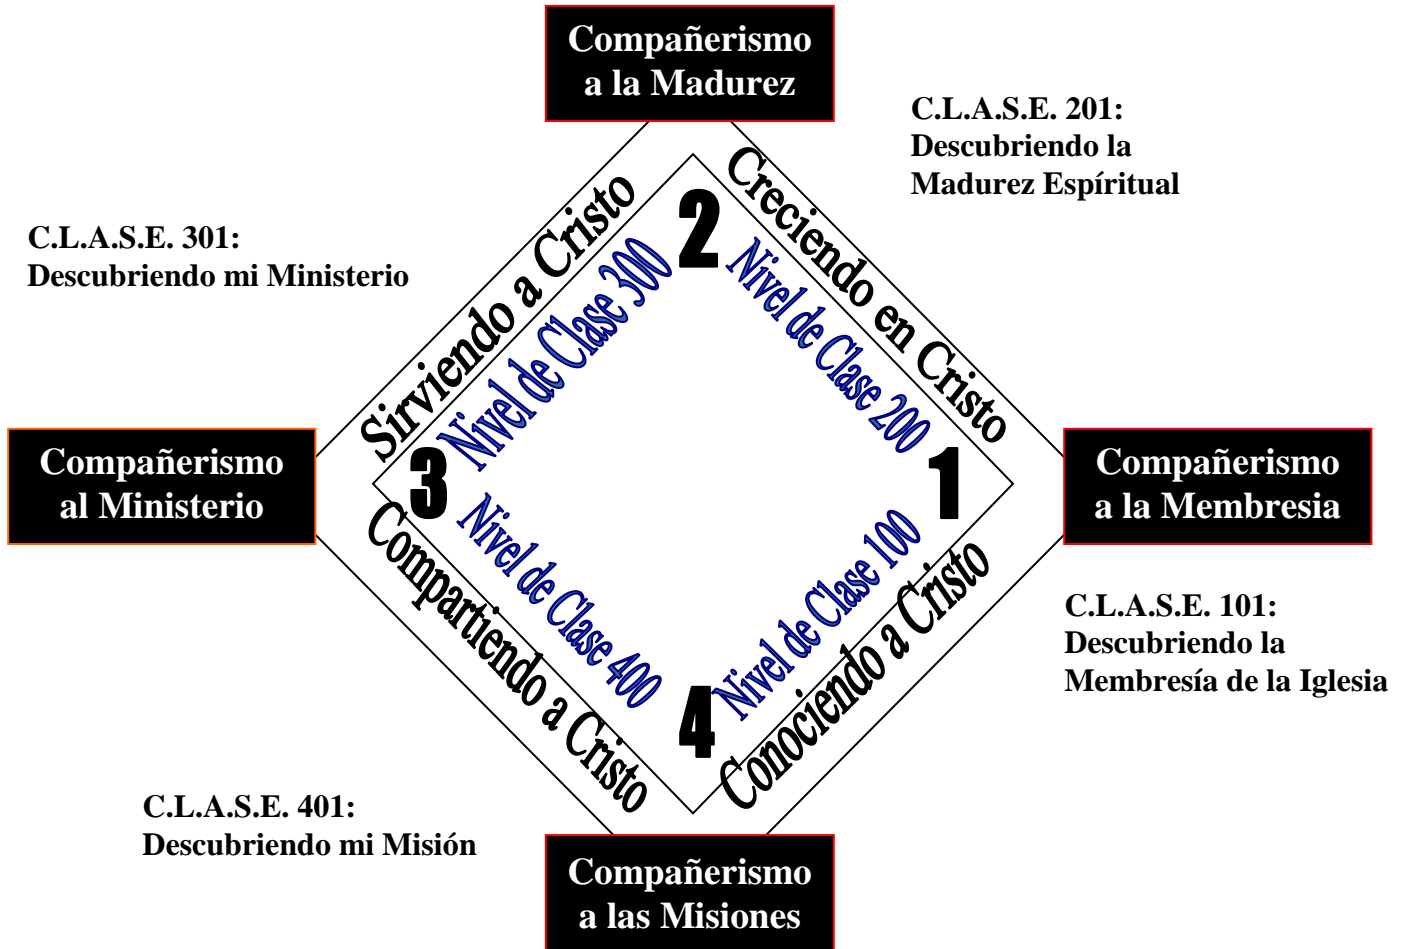 Compañerismo
a la Madurez
C.L.A.S.E. 201:
Descubriendo la
Madurez Espíritual
C.L.A.S.E. 301:
Descubriendo mi Ministerio
Sirviendo a Cristo
Creciendo en Cristo
2
Nivel de Clase 300
Nivel de Clase 200
Compañerismo
al Ministerio
3
1
Compañerismo
a la Membresia
Nivel de Clase 400
Nivel de Clase 100
Compartiendo a Cristo
Conociendo a Cristo
4
C.L.A.S.E. 101:
Descubriendo la
Membresía de la Iglesia
C.L.A.S.E. 401:
Descubriendo mi Misión
Compañerismo
a las Misiones